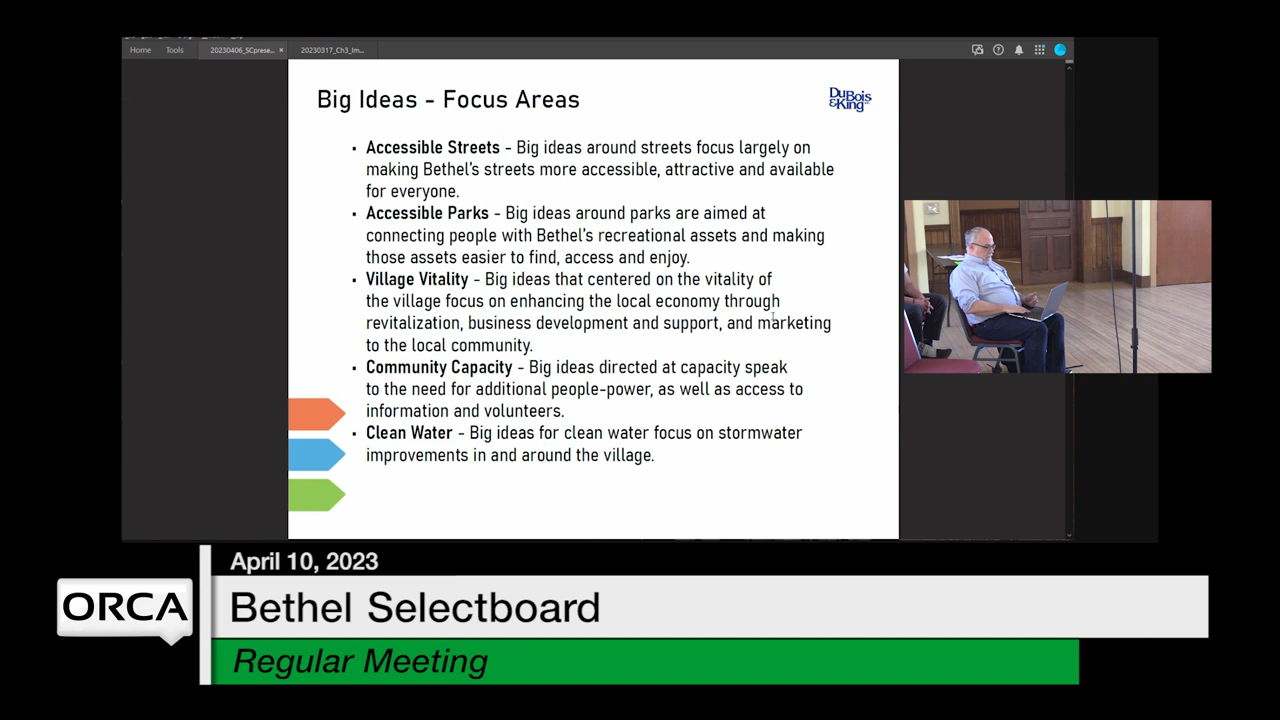 Home Tools 20230406_SCprese... × 20230317_Ch3_Im...
Big Ideas - Focus Areas
DuBois
&King
▪ Accessible Streets - Big ideas around streets focus largely on
making Bethel's streets more accessible, attractive and available
for everyone.
▪ Accessible Parks - Big ideas around parks are aimed at
connecting people with Bethel's recreational assets and making
those assets easier to find, access and enjoy.
▪ Village Vitality - Big ideas that centered on the vitality of
the village focus on enhancing the local economy through
revitalization, business development and support, and marketing
to the local community.
▪ Community Capacity - Big ideas directed at capacity speak
to the need for additional people-power, as well as access to
information and volunteers.
▪ Clean Water - Big ideas for clean water focus on stormwater
improvements in and around the village.
April 10, 2023
ORCA
Bethel Selectboard
Regular Meeting